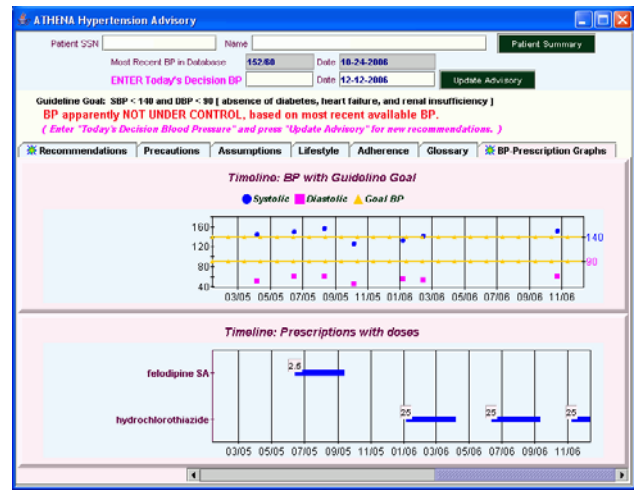 ATHENA Hypertension Advisory
Patient SSN Name Patient Summary
Most Recent BP in Database 152/60 Date 10-24-2006
ENTER Today's Decision BP Date 12-12-2006 Update Advisory
Guideline Goal: SBP < 140 and DBP < 90 [ absence of diabetes, heart failure, and renal insufficiency ]
BP apparently NOT UNDER CONTROL, based on most recent available BP.
( Enter "Today's Decision Blood Pressure" and press "Update Advisory" for new recommendations. )
Recommendations Precautions Assumptions Lifestyle Adherence Glossary BP-Prescription Graphs
Timeline: BP with Guideline Goal
Systolic Diastolic Goal BP
160
140
120
80
90
40
03/05 05/05 07/05 09/05 11/05 01/06 03/06 05/06 07/06 09/06 11/06
Timeline: Prescriptions with doses
2.5
felodipine SA
25 25 25
hydrochlorothiazide
03/05 05/05 07/05 09/05 11/05 01/06 03/06 05/06 07/06 09/06 11/06